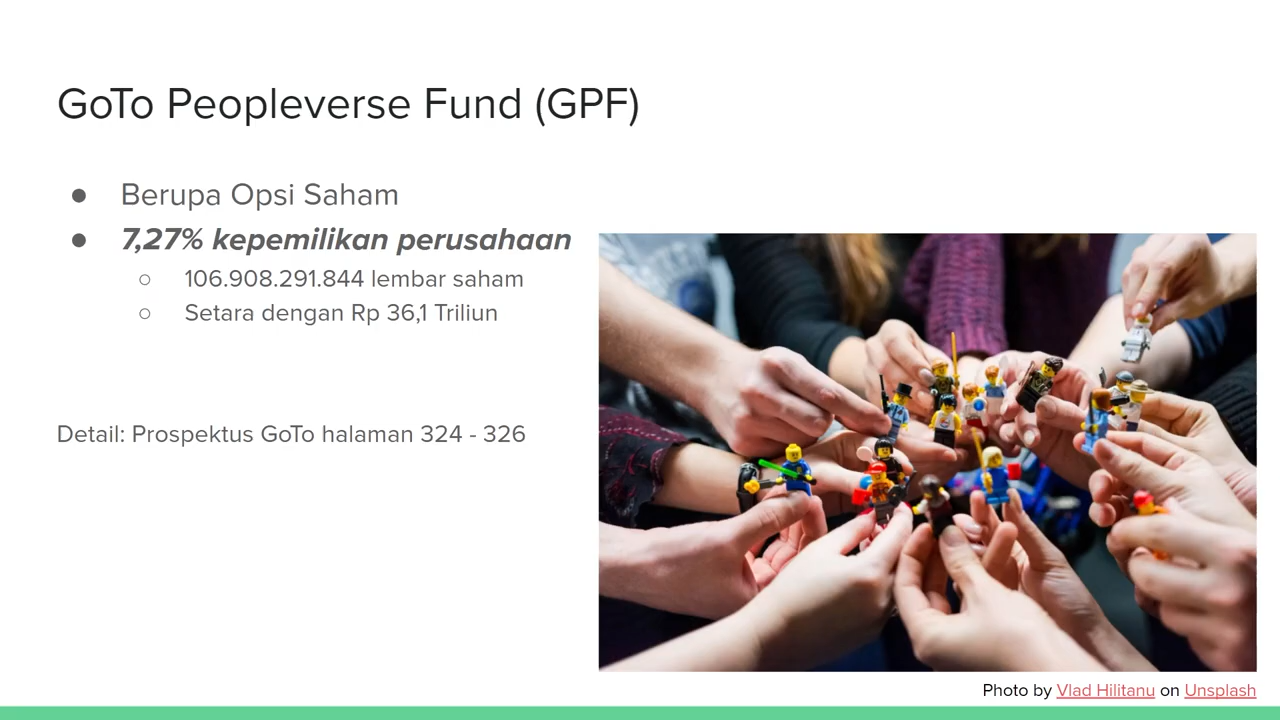 GoTo Peopleverse Fund (GPF)
● Berupa Opsi Saham
● 7,27% kepemilikan perusahaan
○ 106.908.291.844 lembar saham
○ Setara dengan Rp 36,1 Triliun
Detail: Prospektus GoTo halaman 324 - 326
Photo by Vlad Hilitanu on Unsplash